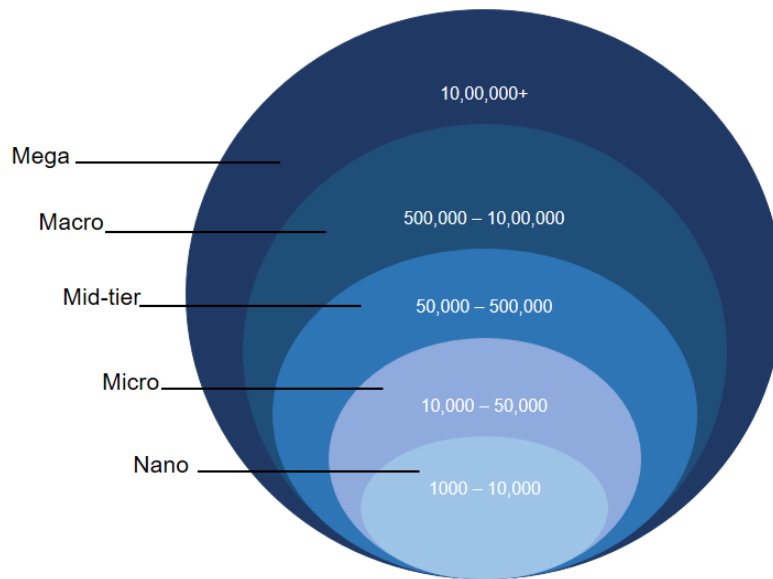 10,00,000+
Mega
Macro
500,000 – 10,00,000
Mid-tier
50,000 – 500,000
Micro
10,000 – 50,000
Nano
1000 – 10,000